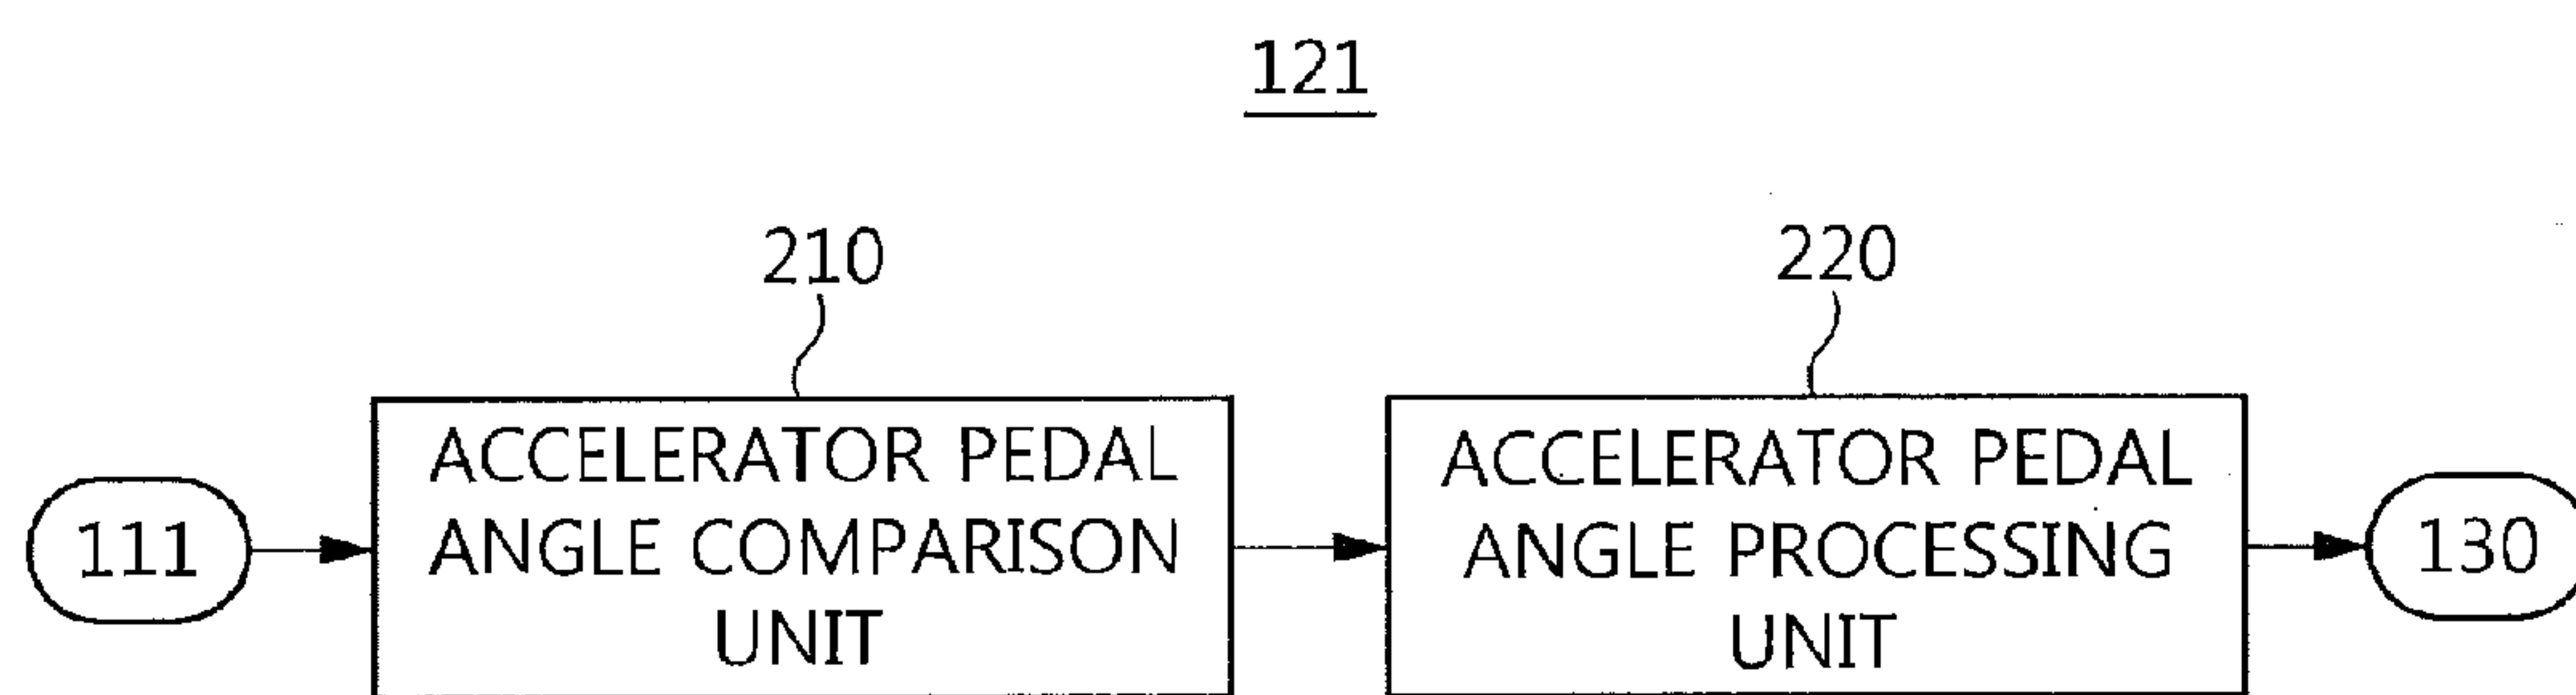 121
210
220
111
ACCELERATOR PEDAL
ANGLE COMPARISON
UNIT
ACCELERATOR PEDAL
ANGLE PROCESSING
UNIT
130